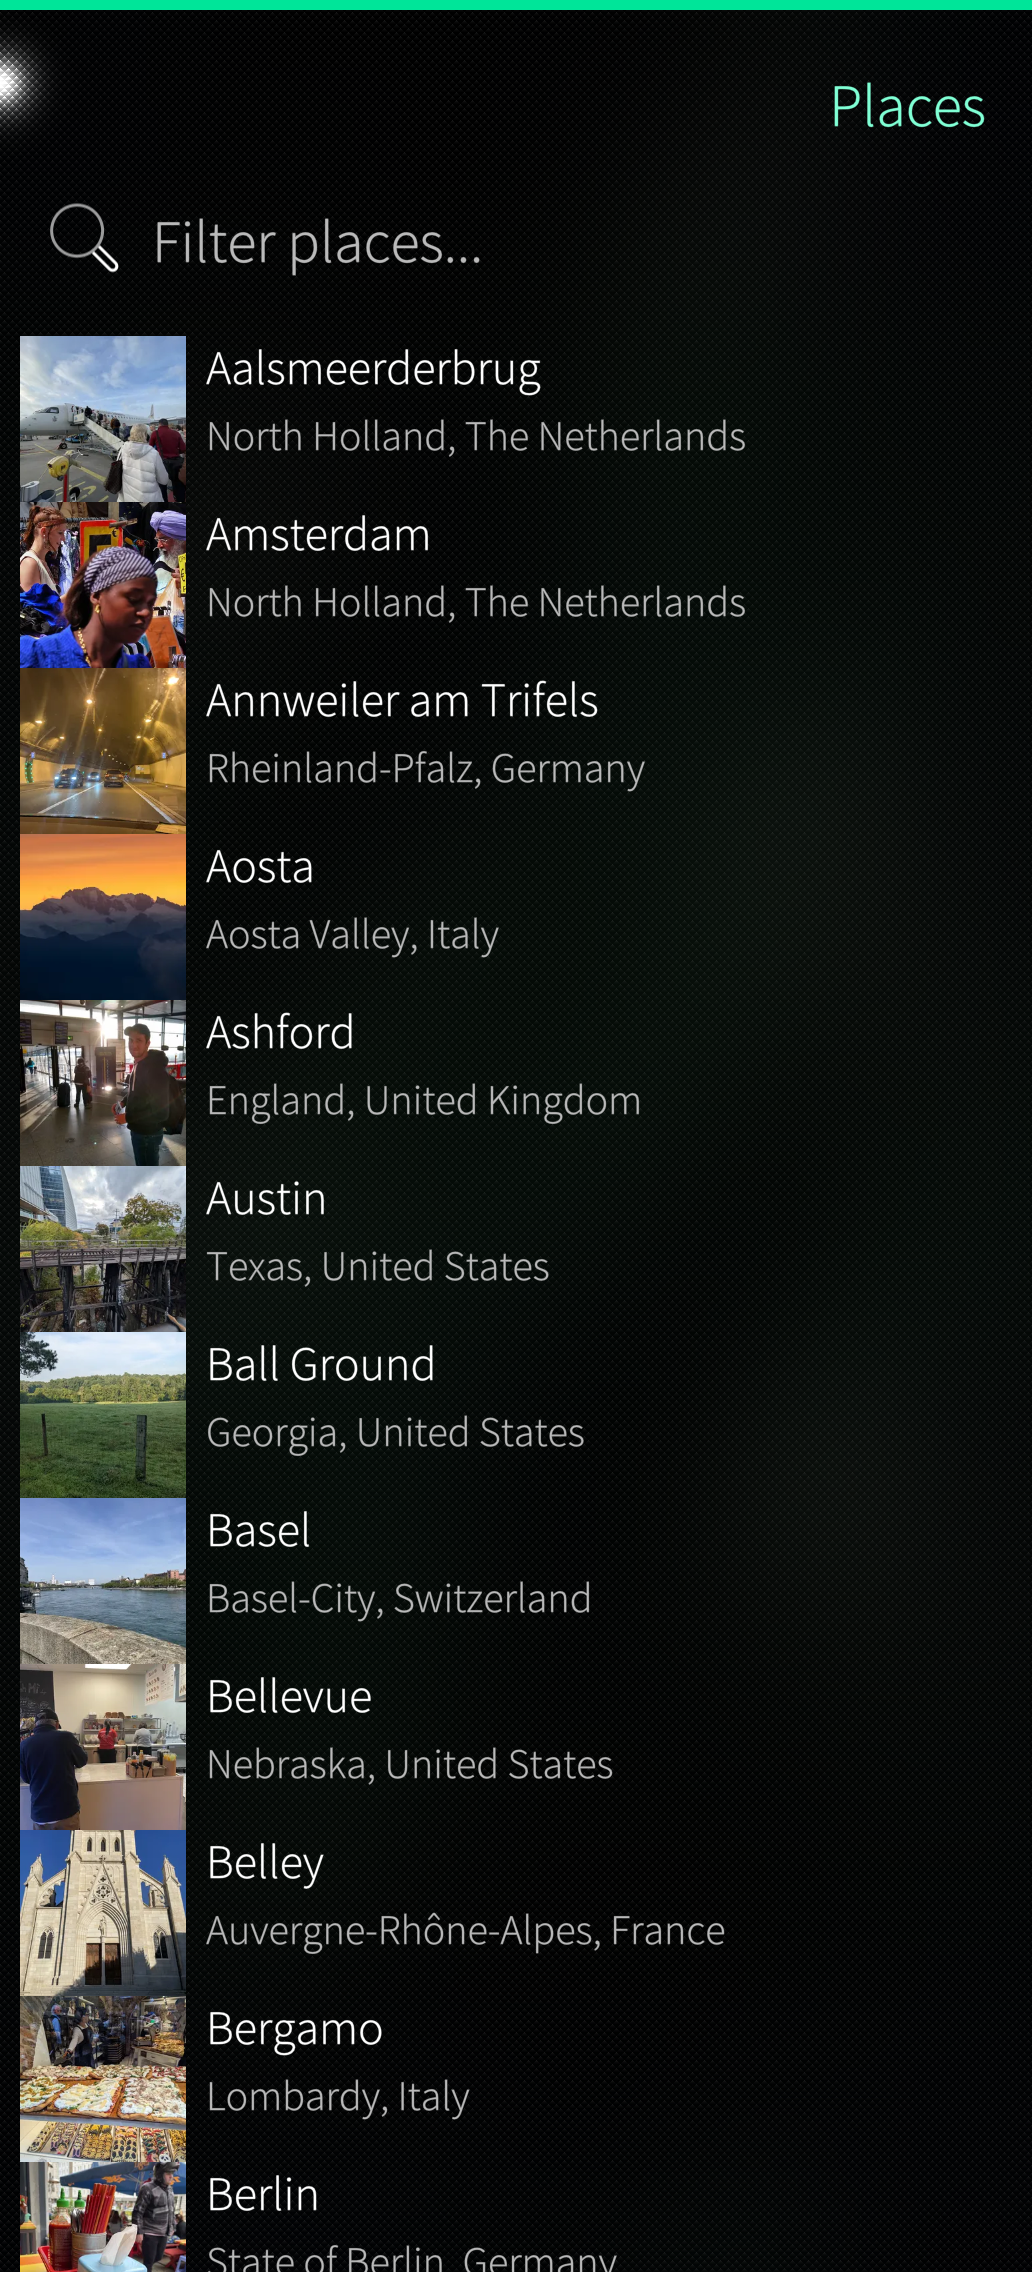 Places
Filter places...
Aalsmeerderbrug
North Holland, The Netherlands
Amsterdam
North Holland, The Netherlands
Annweiler am Trifels
Rheinland-Pfalz, Germany
Aosta
Aosta Valley, Italy
Ashford
England, United Kingdom
Austin
Texas, United States
Ball Ground
Georgia, United States
Basel
Basel-City, Switzerland
Bellevue
Nebraska, United States
Belley
Auvergne-Rhône-Alpes, France
Bergamo
Lombardy, Italy
Berlin
State of Berlin, Germany